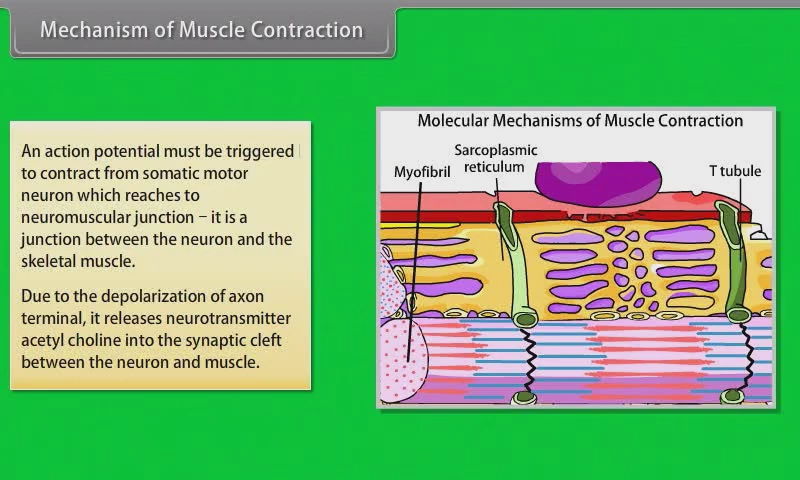 Mechanism of Muscle Contraction
An action potential must be triggered
to contract from somatic motor
neuron which reaches to
neuromuscular junction – it is a
junction between the neuron and the
skeletal muscle.
Due to the depolarization of axon
terminal, it releases neurotransmitter
acetyl choline into the synaptic cleft
between the neuron and muscle.
Molecular Mechanisms of Muscle Contraction
Sarcoplasmic
reticulum
Myofibril
T tubule